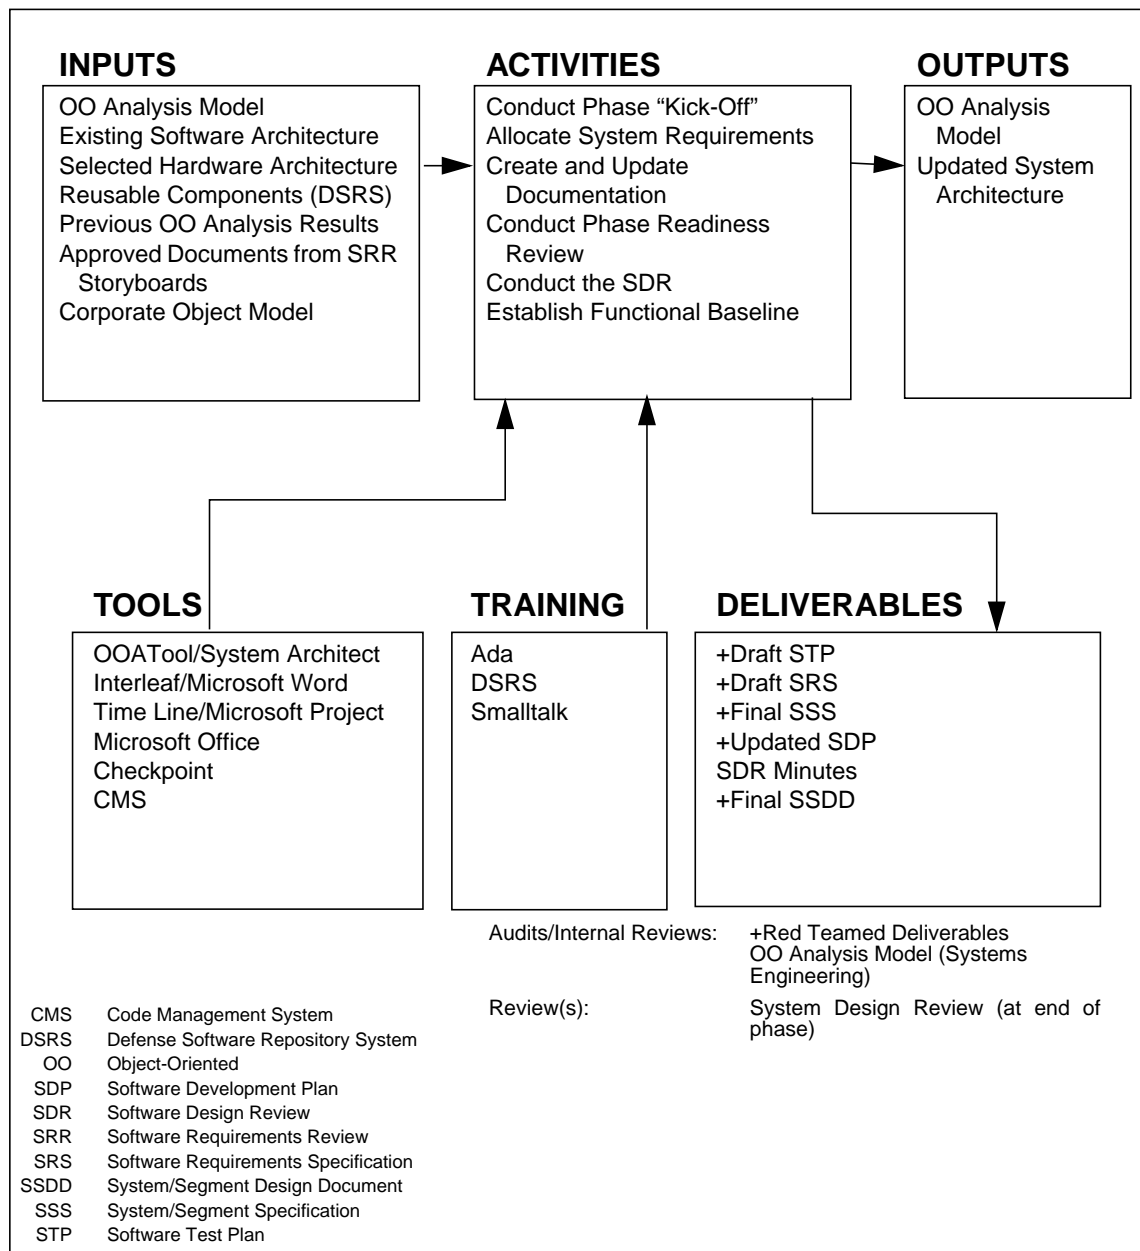 INPUTS
OO Analysis Model
Existing Software Architecture
Selected Hardware Architecture
Reusable Components (DSRS)
Previous OO Analysis Results
Approved Documents from SRR
Storyboards
Corporate Object Model
ACTIVITIES
Conduct Phase “Kick-Off”
Allocate System Requirements
Create and Update
Documentation
Conduct Phase Readiness
Review
Conduct the SDR
Establish Functional Baseline
OUTPUTS
OO Analysis
Model
Updated System
Architecture
TOOLS
OOATool/System Architect
Interleaf/Microsoft Word
Time Line/Microsoft Project
Microsoft Office
Checkpoint
CMS
TRAINING
Ada
DSRS
Smalltalk
DELIVERABLES
+Draft STP
+Draft SRS
+Final SSS
+Updated SDP
SDR Minutes
+Final SSDD
Audits/Internal Reviews: +Red Teamed Deliverables
OO Analysis Model (Systems
Engineering)
Review(s): System Design Review (at end of
phase)
CMS Code Management System
DSRS Defense Software Repository System
OO Object-Oriented
SDP Software Development Plan
SDR Software Design Review
SRR Software Requirements Review
SRS Software Requirements Specification
SSDD System/Segment Design Document
SSS System/Segment Specification
STP Software Test Plan